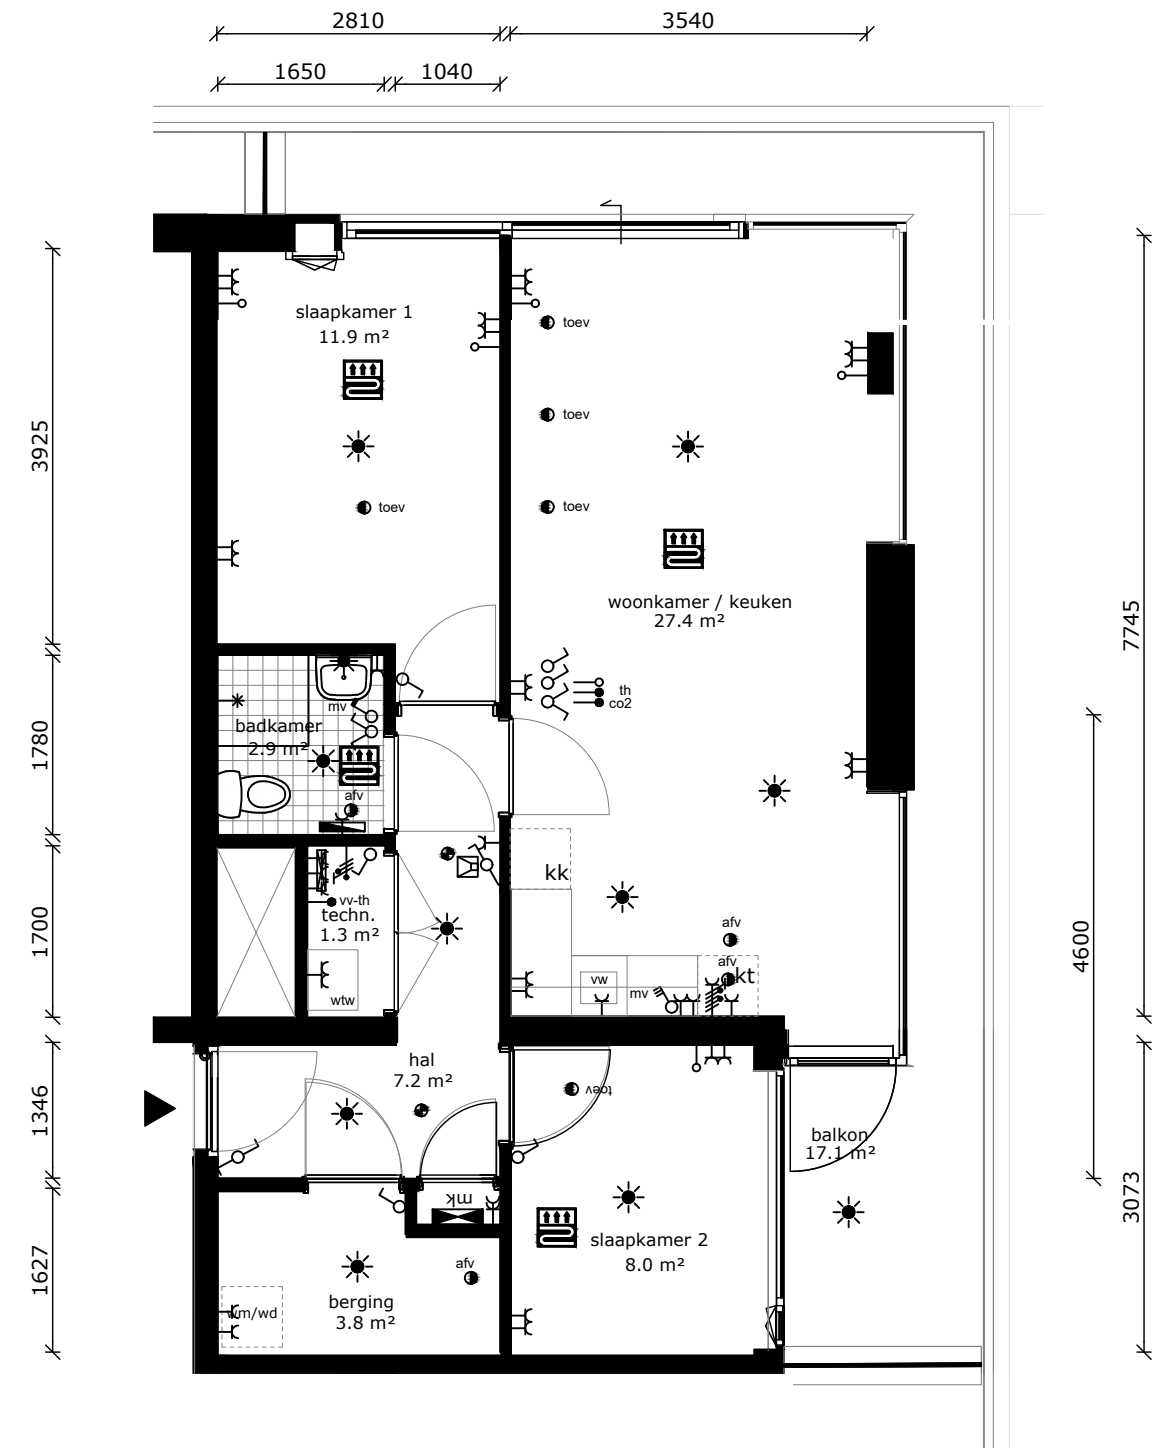 2810
3540
1650
1040
slaapkamer 1
11.9 m²
toev
toev
toev
toev
3925
woonkamer / keuken
27.4 m²
7745
th
co2
mv
badkamer
2.9 m²
afv
1780
kk
vv-th
techn.
1.3 m²
wtw
1700
afv
afv
kt
vw
mv
4600
hal
7.2 m²
toev
1346
balkon
17.1 m²
mk
slaapkamer 2
8.0 m²
3073
afv
berging
3.8 m²
wm/wd
1627